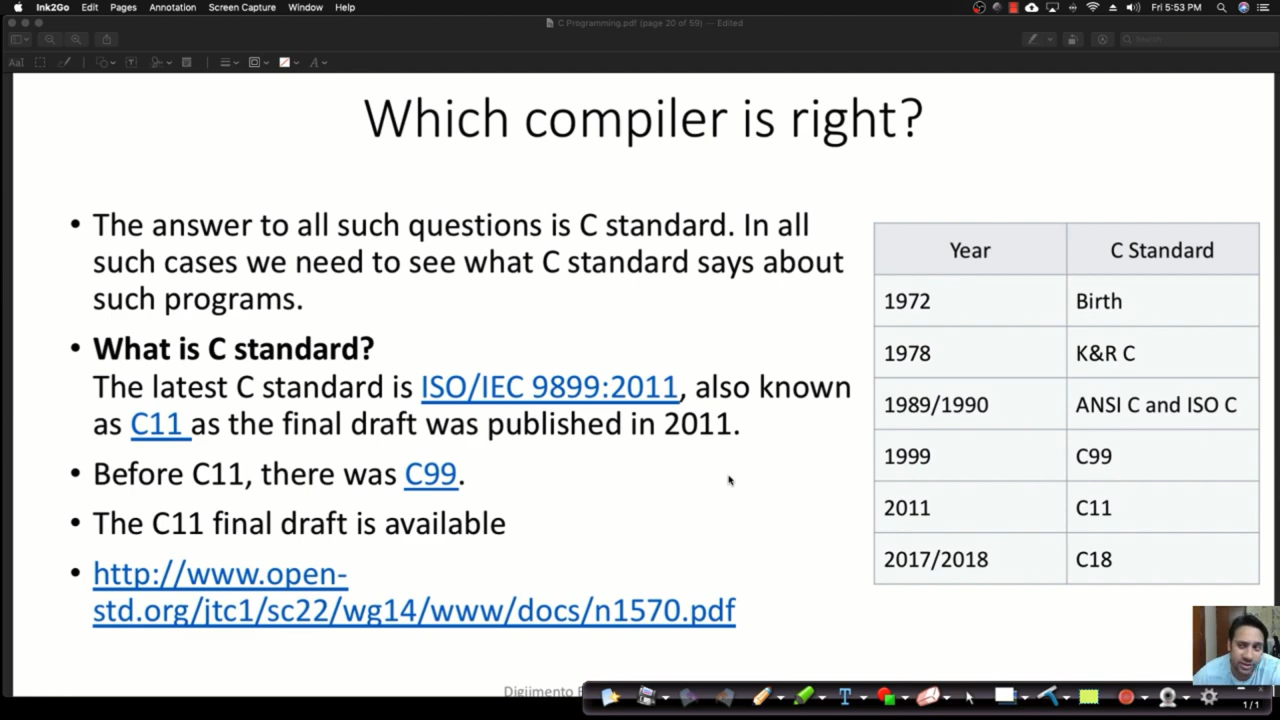 Ink2Go Edit Pages Annotation Screen Capture Window Help Fri 5:53 PM
C Programming.pdf (page 20 of 59) — Edited
Search
AaI T A
Which compiler is right?
• The answer to all such questions is C standard. In all
such cases we need to see what C standard says about
such programs.
• What is C standard?
The latest C standard is ISO/IEC 9899:2011, also known
as C11 as the final draft was published in 2011.
• Before C11, there was C99.
• The C11 final draft is available
• http://www.open-
std.org/jtc1/sc22/wg14/www/docs/n1570.pdf
Year C Standard
1972 Birth
1978 K&R C
1989/1990 ANSI C and ISO C
1999 C99
2011 C11
2017/2018 C18
Digiimento
T
1/1